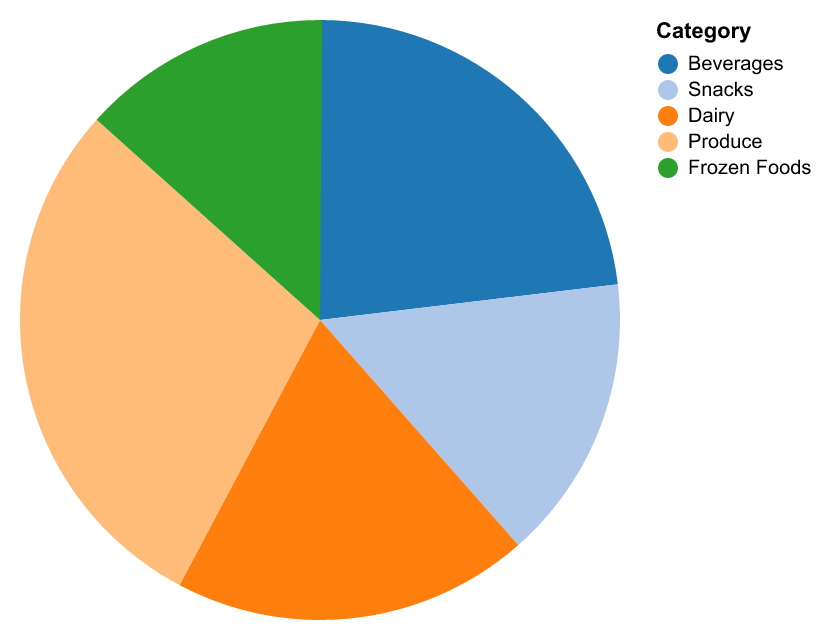 Category
Beverages
Snacks
Dairy
Produce
Frozen Foods